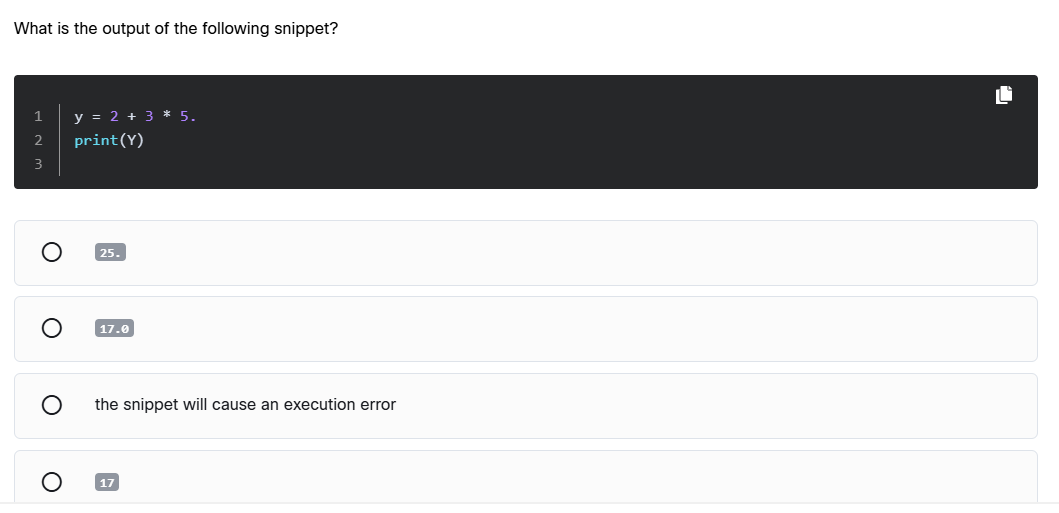 What is the output of the following snippet?
1 y = 2 + 3 * 5.
2 print(Y)
3
25.
17.0
the snippet will cause an execution error
17